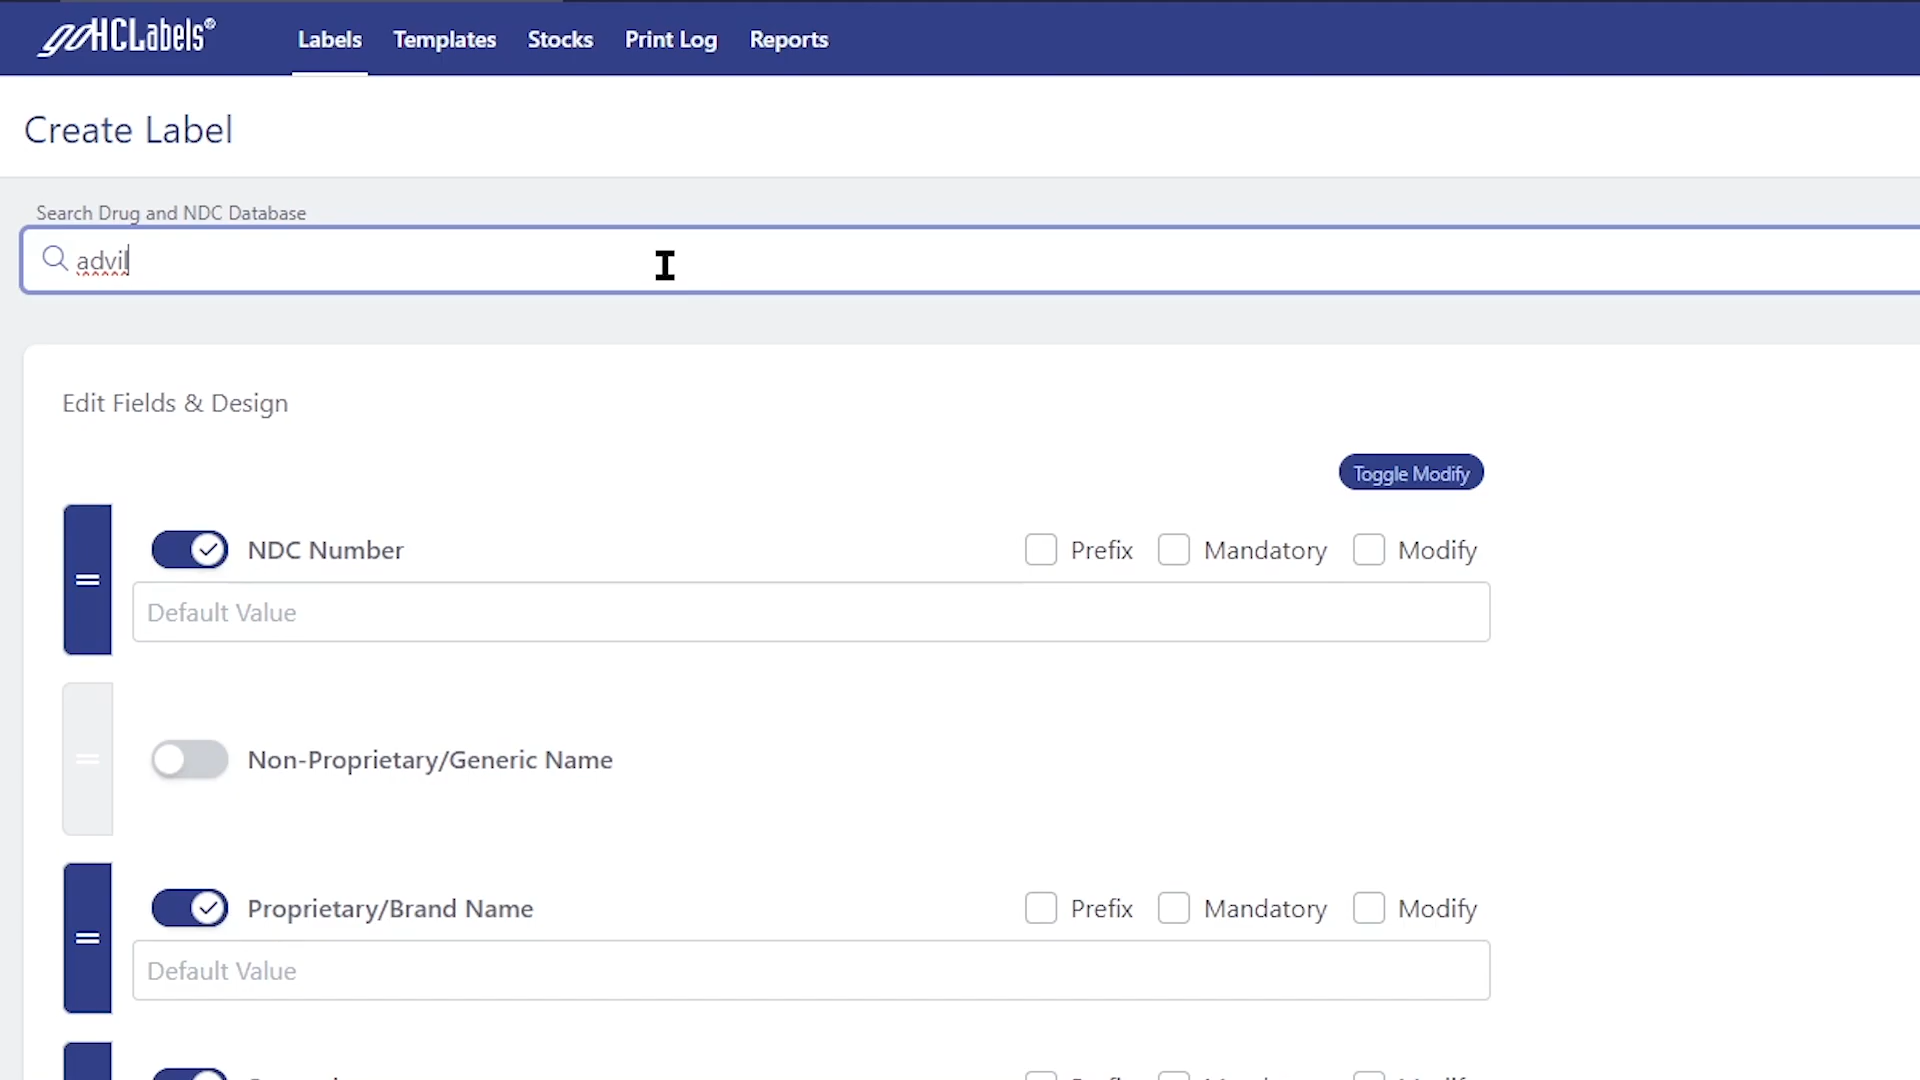 goHCLabels®
Labels Templates Stocks Print Log Reports
Create Label
Search Drug and NDC Database
advil
Edit Fields & Design
Toggle Modify
NDC Number Prefix Mandatory Modify
Default Value
Non-Proprietary/Generic Name
Proprietary/Brand Name Prefix Mandatory Modify
Default Value